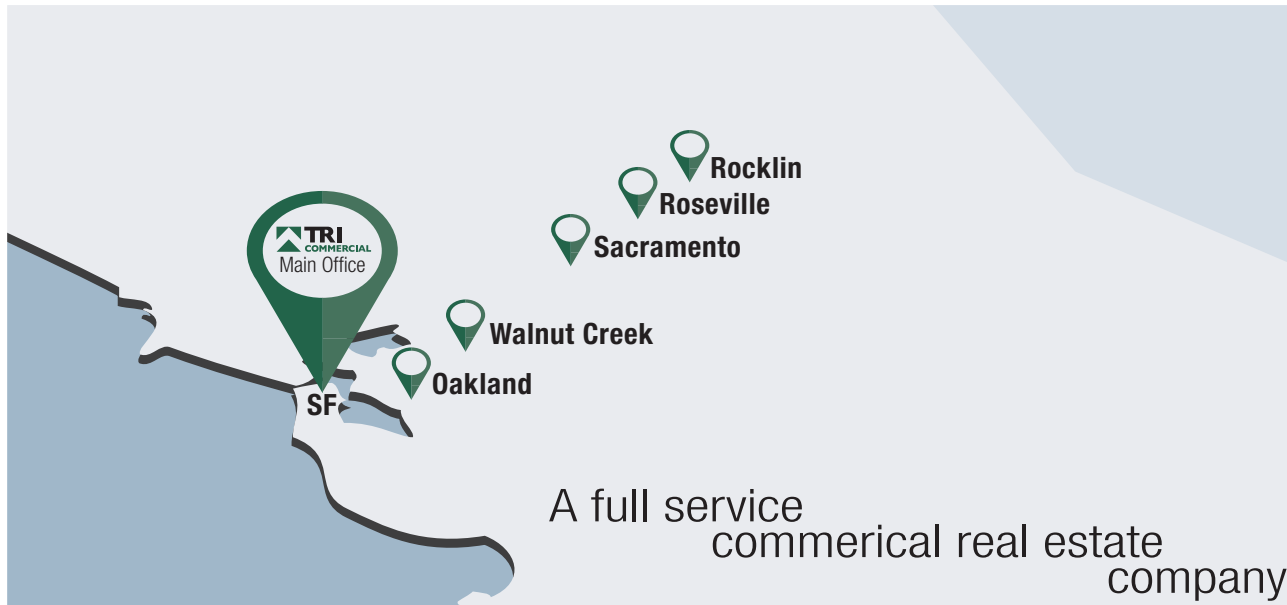 Rocklin
Roseville
Sacramento
TRI
COMMERCIAL
Main Office
Walnut Creek
Oakland
SF
A full service
commerical real estate
company